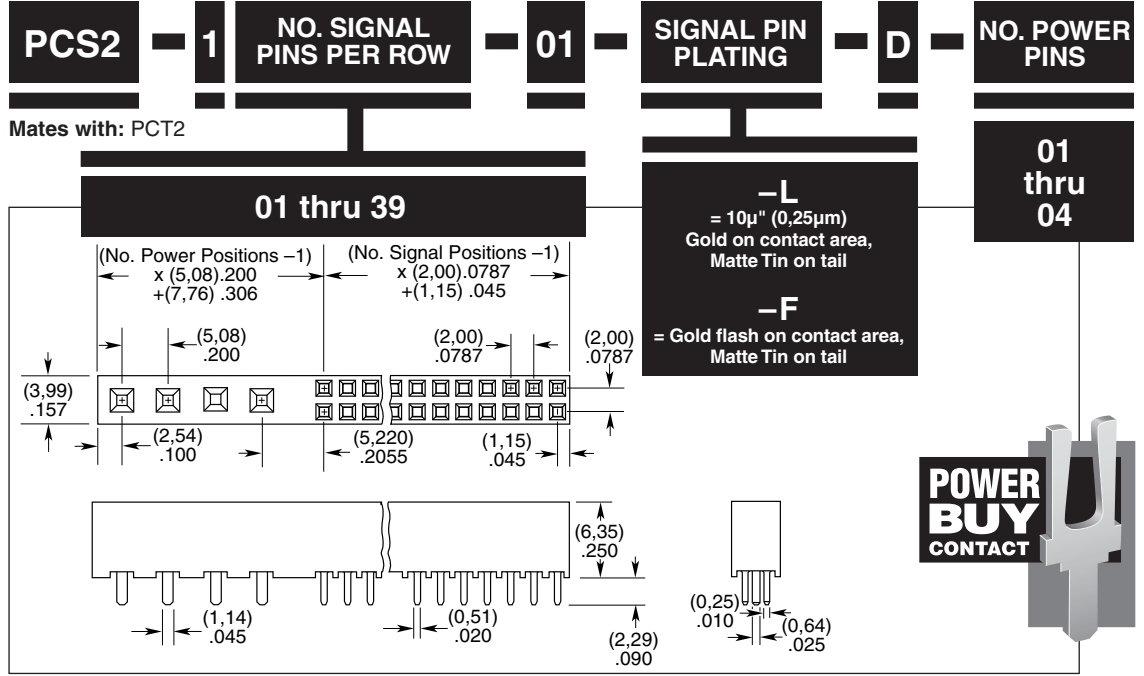 PCS2 – 1 NO. SIGNAL PINS PER ROW – 01 – SIGNAL PIN PLATING – D – NO. POWER PINS
Mates with: PCT2
01 thru 39
–L
= 10µ" (0,25µm)
Gold on contact area,
Matte Tin on tail
–F
= Gold flash on contact area,
Matte Tin on tail
01
thru
04
(No. Power Positions –1)
x (5,08).200
+(7,76) .306
(No. Signal Positions –1)
x (2,00).0787
+(1,15) .045
(5,08)
.200
(2,00)
.0787
(2,00)
.0787
(3,99)
.157
(2,54)
.100
(5,220)
.2055
(1,15)
.045
(6,35)
.250
(1,14)
.045
(0,51)
.020
(2,29)
.090
(0,25)
.010
(0,64)
.025
POWER
BUY
CONTACT